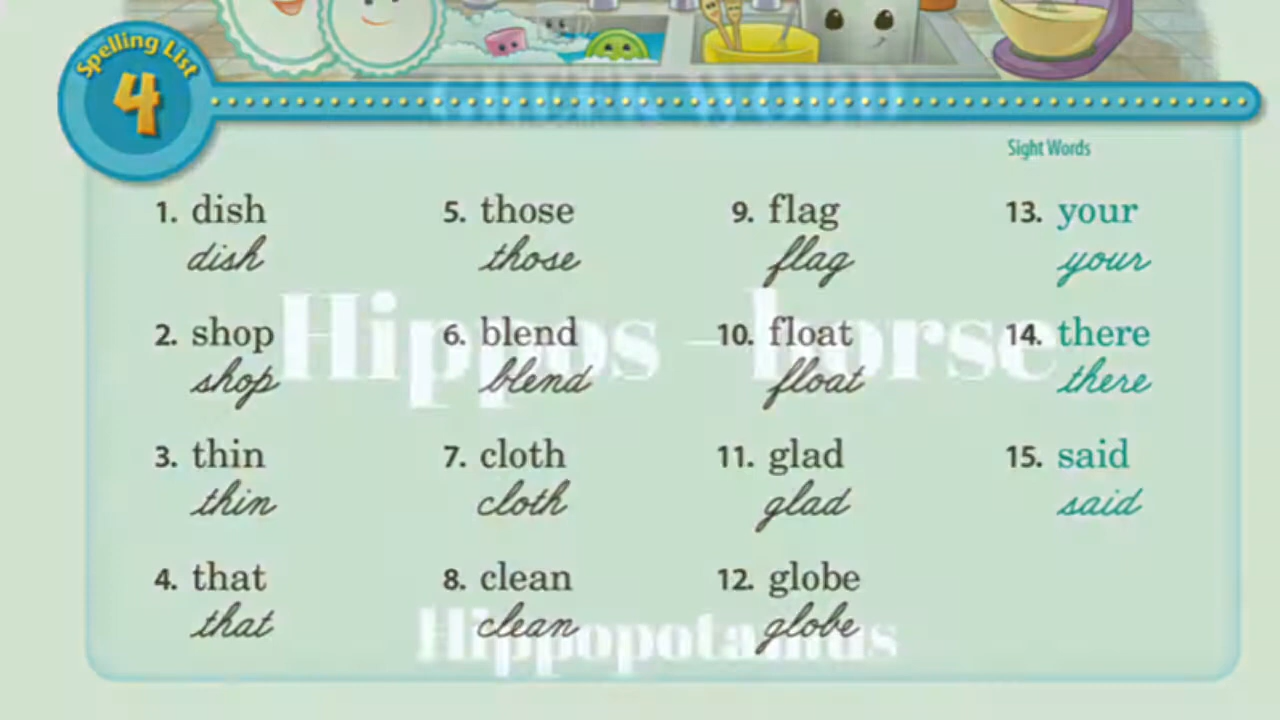 Spelling List
4
GREEK WORD
Sight Words
1. dish
dish
2. shop
shop
3. thin
thin
4. that
that
5. those
those
6. blend
blend
7. cloth
cloth
8. clean
clean
9. flag
flag
10. float
float
11. glad
glad
12. globe
globe
13. your
your
14. there
there
15. said
said
Hippos – horse
Hippopotamus